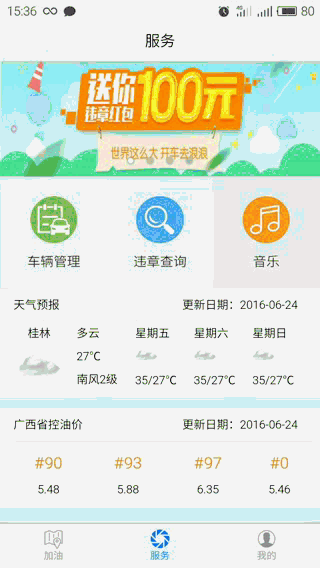 15:36
4G
80
服务
送你
违章红包
100元
世界这么大 开车去浪浪
车辆管理
违章查询
音乐
天气预报
更新日期：2016-06-24
桂林 多云 星期五 星期六 星期日
27℃
南风2级 35/27℃ 35/27℃ 35/27℃
广西省控油价
更新日期：2016-06-24
#90 #93 #97 #0
5.48 5.88 6.35 5.46
加油 服务 我的